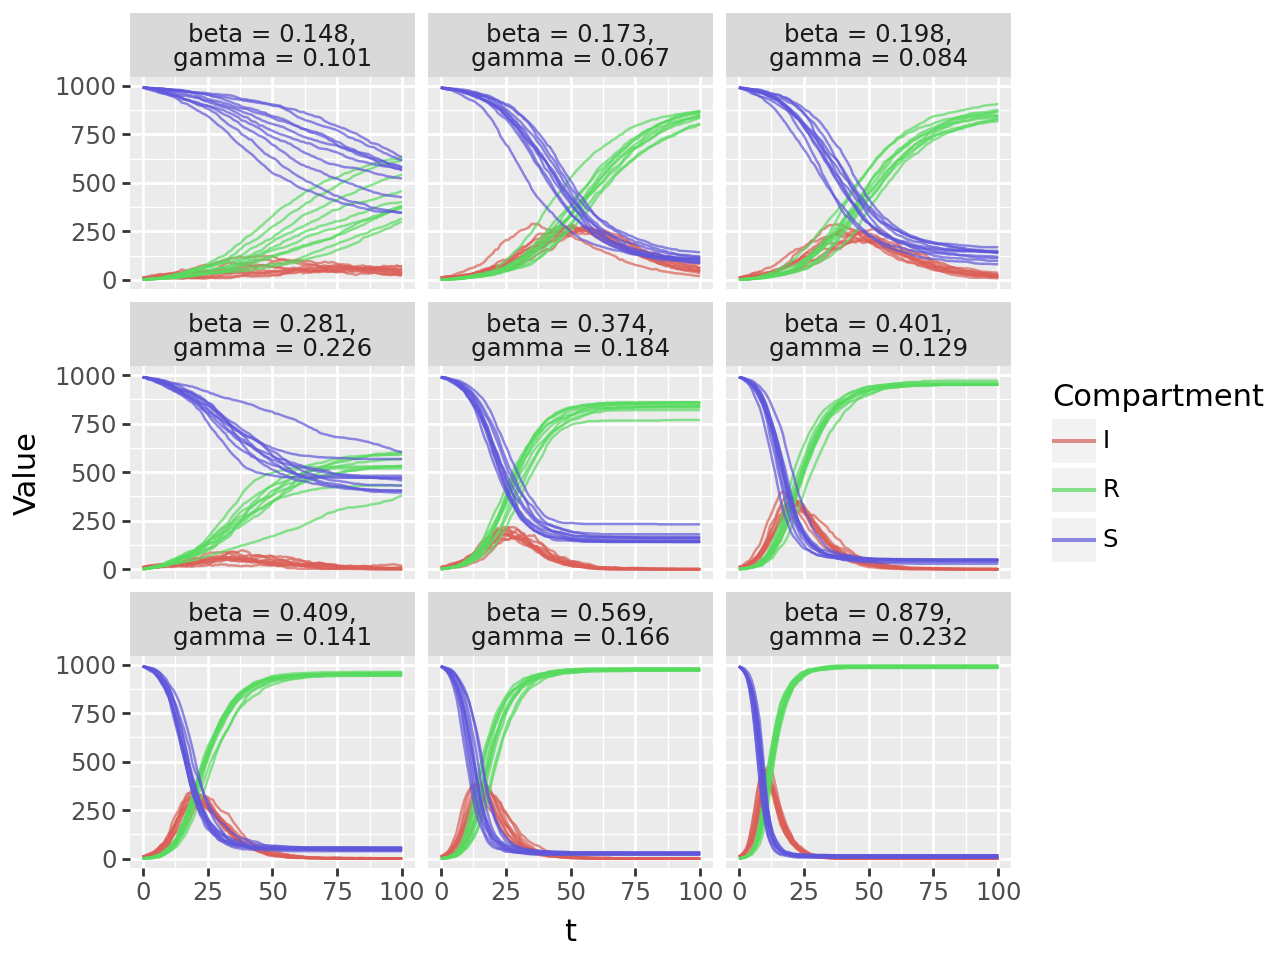 beta = 0.148,
gamma = 0.101
beta = 0.173,
gamma = 0.067
beta = 0.198,
gamma = 0.084
1000
750
500
250
0
beta = 0.281,
gamma = 0.226
beta = 0.374,
gamma = 0.184
beta = 0.401,
gamma = 0.129
1000
750
500
250
0
beta = 0.409,
gamma = 0.141
beta = 0.569,
gamma = 0.166
beta = 0.879,
gamma = 0.232
1000
750
500
250
0
0 25 50 75 100
0 25 50 75 100
0 25 50 75 100
t
Value
Compartment
I
R
S